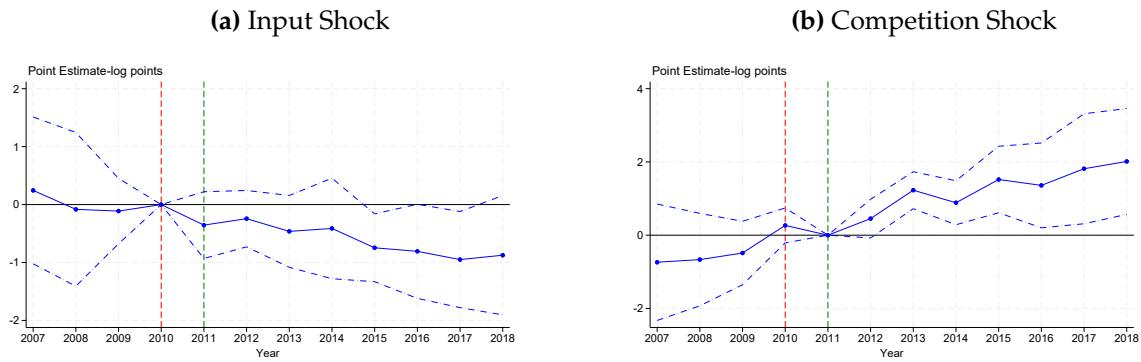 (a) Input Shock
Point Estimate-log points
2
1
0
-1
-2
2007 2008 2009 2010 2011 2012 2013 2014 2015 2016 2017 2018
Year
(b) Competition Shock
Point Estimate-log points
4
2
0
-2
2007 2008 2009 2010 2011 2012 2013 2014 2015 2016 2017 2018
Year